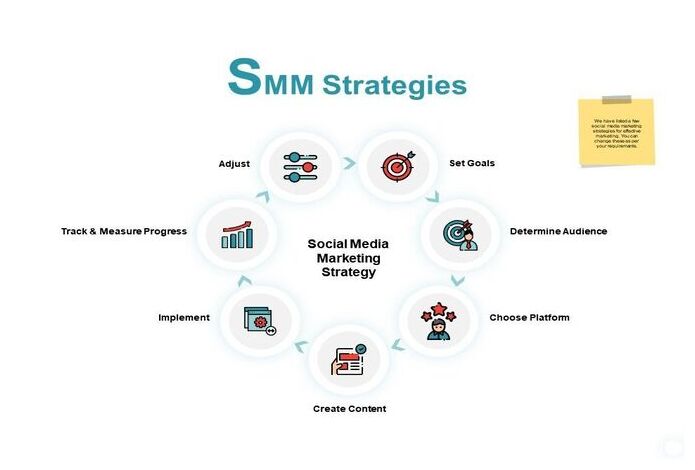 SMM Strategies
We have listed a few
social media marketing
strategies for effective
marketing. You can
change these as per
your requirements.
Adjust
Set Goals
Track & Measure Progress
Determine Audience
Social Media
Marketing
Strategy
Implement
Choose Platform
Create Content